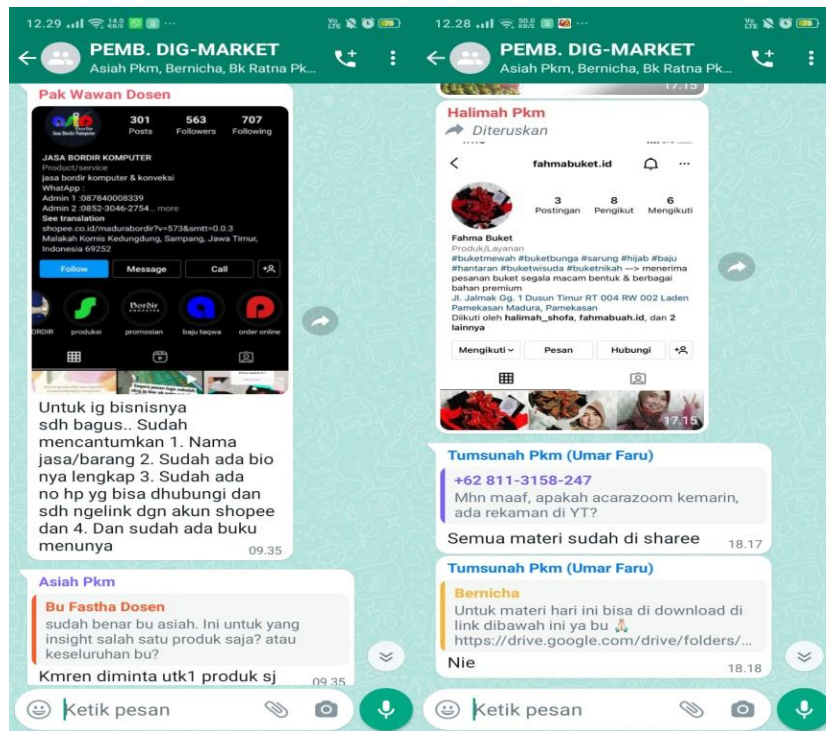 12.29
14.0 KB/S
Vo LTE
76
PEMB. DIG-MARKET
Asiah Pkm, Bernicha, Bk Ratna Pk...
Pak Wawan Dosen
301 563 707
Posts Followers Following
JASA BORDIR KOMPUTER
Product/service
jasa bordir komputer & konveksi
WhatApp :
Admin 1 :087840008339
Admin 2 :0852-3046-2754... more
See translation
shopee.co.id/madurabordir?v=573&smtt=0.0.3
Malakah Komis Kedungdung, Sampang, Jawa Timur,
Indonesia 69252
Follow Message Call
BORDIR produksi promosian baju taqwa order online
Untuk ig bisnisnya
sdh bagus.. Sudah
mencantumkan 1. Nama
jasa/barang 2. Sudah ada bio
nya lengkap 3. Sudah ada
no hp yg bisa dhubungi dan
sdh ngelink dgn akun shopee
dan 4. Dan sudah ada buku
menunya
09.35
Asiah Pkm
Bu Fastha Dosen
sudah benar bu asiah. Ini untuk yang
insight salah satu produk saja? atau
keseluruhan bu?
Kmren diminta utk1 produk sj
09.35
Ketik pesan
12.28
50.0 KB/S
Vo LTE
PEMB. DIG-MARKET
Asiah Pkm, Bernicha, Bk Ratna Pk...
17.15
Halimah Pkm
Diteruskan
fahmabuket.id
3 8 6
Postingan Pengikut Mengikuti
Fahma Buket
Produk/Layanan
#buketmewah #buketbunga #sarung #hijab #baju
#hantaran #buketwisuda #buketnikah —> menerima
pesanan buket segala macam bentuk & berbagai
bahan premium
Jl. Jalmak Gg. 1 Dusun Timur RT 004 RW 002 Laden
Pamekasan Madura, Pamekasan
Diikuti oleh halimah_shofa, fahmabuah.id, dan 2
lainnya
Mengikuti Pesan Hubungi
17.15
Tumsunah Pkm (Umar Faru)
+62 811-3158-247
Mhn maaf, apakah acarazoom kemarin,
ada rekaman di YT?
Semua materi sudah di sharee
18.17
Tumsunah Pkm (Umar Faru)
Bernicha
Untuk materi hari ini bisa di download di
link dibawah ini ya bu 🙏
https://drive.google.com/drive/folders/...
Nie
18.18
Ketik pesan